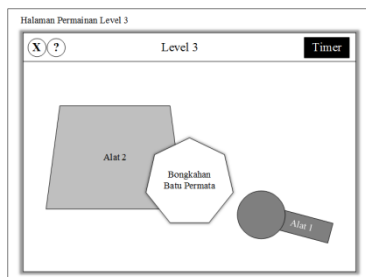 Halaman Permainan Level 3
X ? Level 3 Timer
Alat 2
Bongkahan
Batu Permata
Alat 1